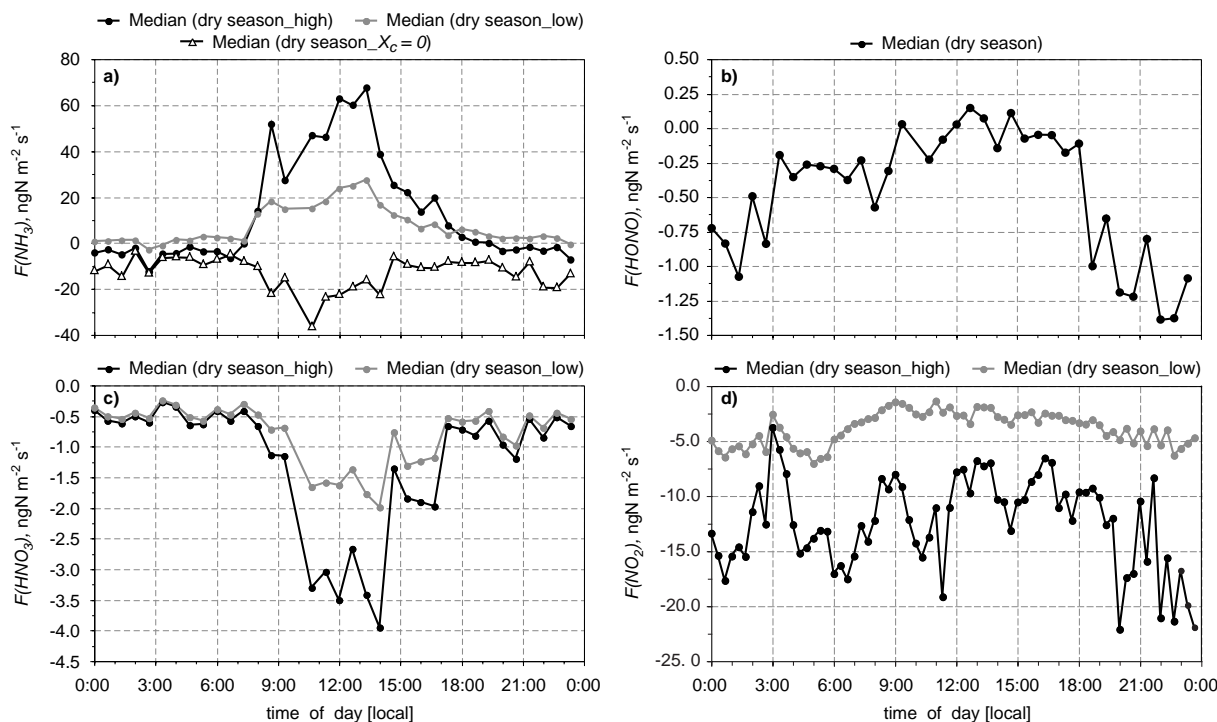 Median (dry season_high) Median (dry season_low)
Median (dry season_Xc = 0)
a)
F(NH3), ngN m-2 s-1
80
60
40
20
0
-20
-40
Median (dry season)
b)
F(HONO), ngN m-2 s-1
0.50
0.25
0.00
-0.25
-0.50
-0.75
-1.00
-1.25
-1.50
Median (dry season_high) Median (dry season_low)
c)
F(HNO3), ngN m-2 s-1
0.0
-0.5
-1.0
-1.5
-2.0
-2.5
-3.0
-3.5
-4.0
-4.5
0:00 3:00 6:00 9:00 12:00 15:00 18:00 21:00 0:00
time of day [local]
Median (dry season_high) Median (dry season_low)
d)
F(NO2), ngN m-2 s-1
0.0
-5.0
-10.0
-15.0
-20.0
-25. 0
0:00 3:00 6:00 9:00 12:00 15:00 18:00 21:00 0:00
time of day [local]